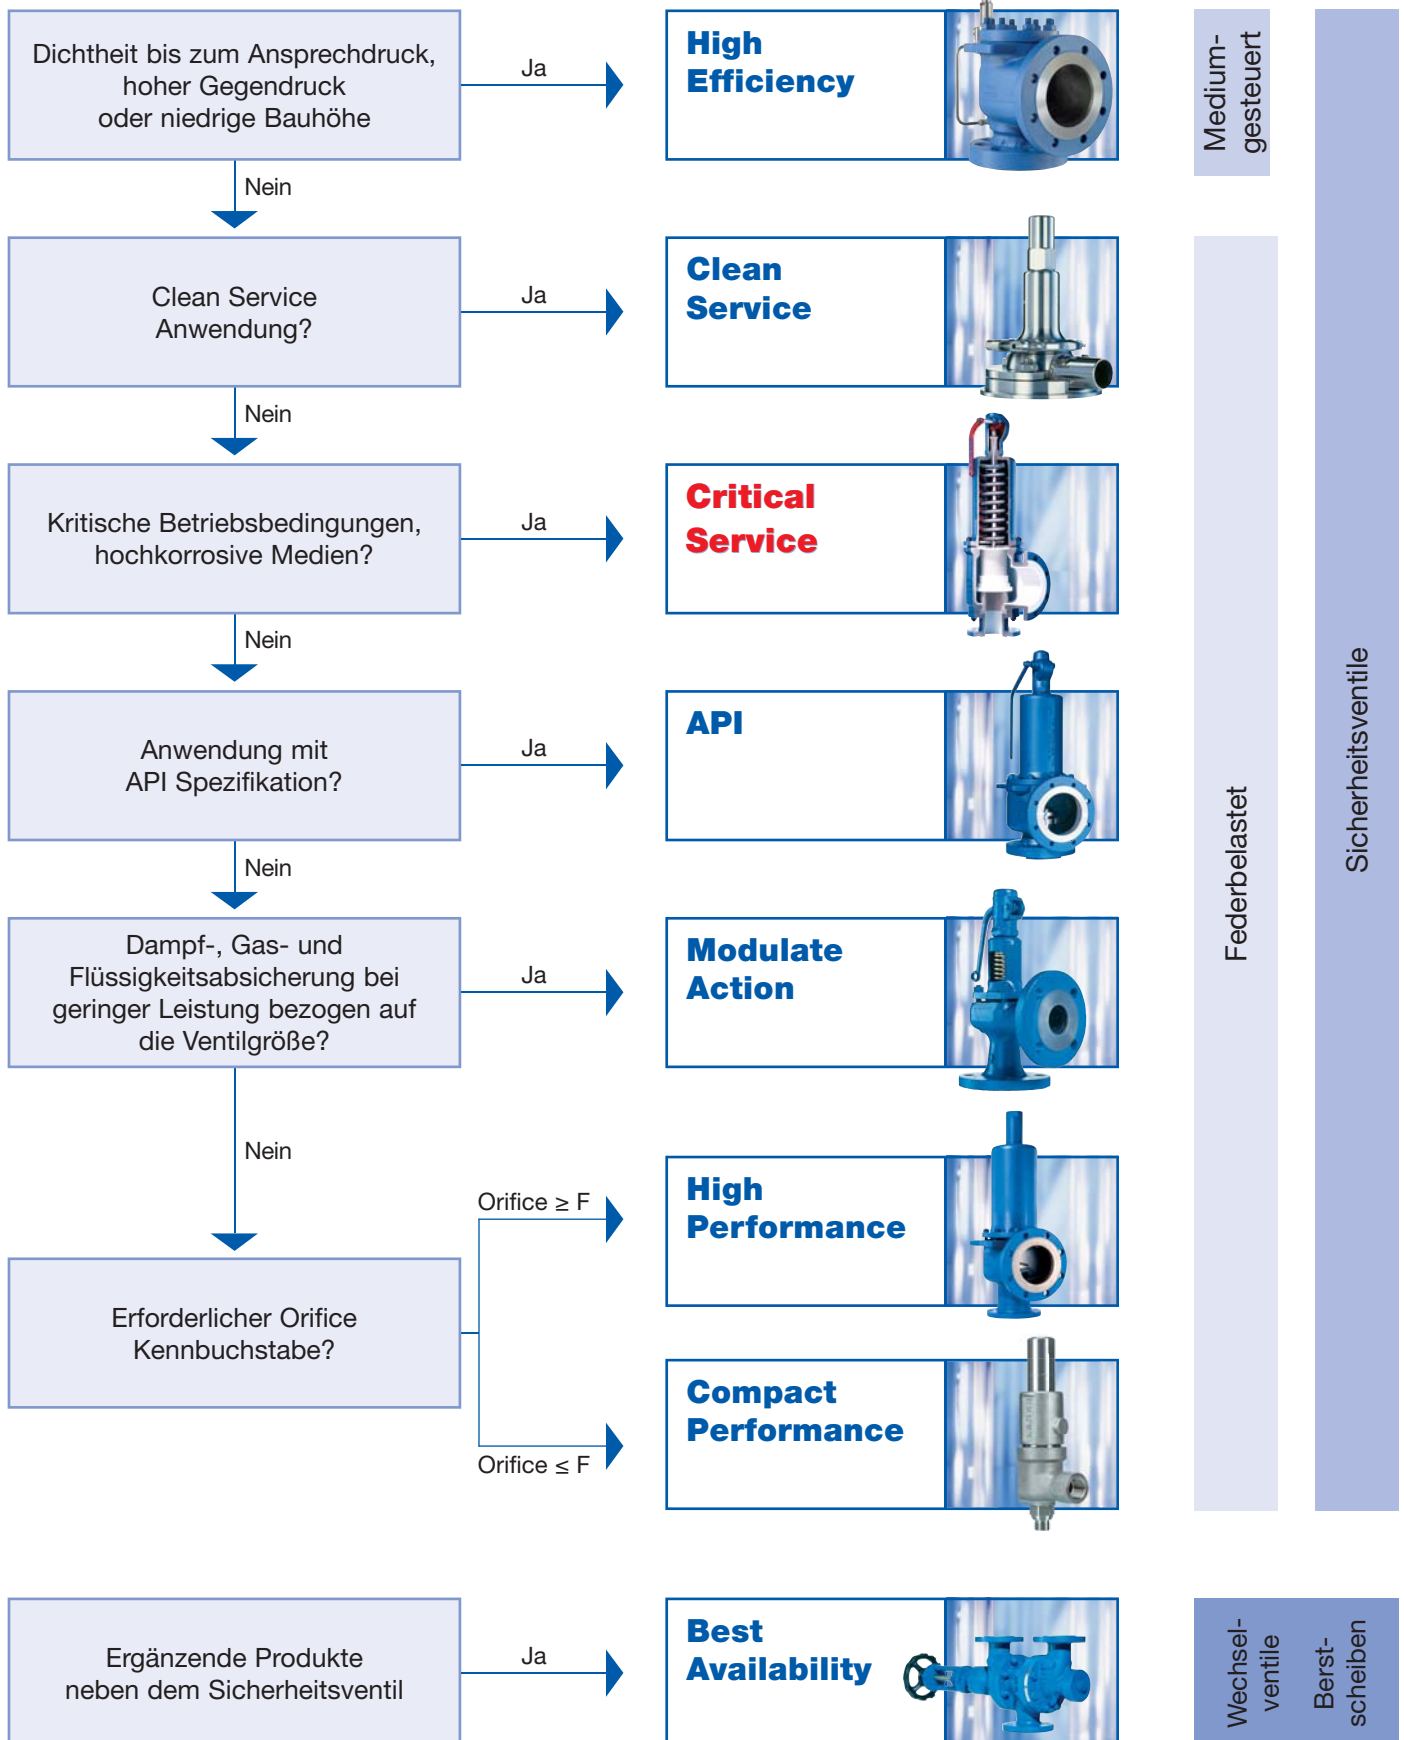 Dichtheit bis zum Ansprechdruck,
hoher Gegendruck
oder niedrige Bauhöhe
Ja
High
Efficiency
Medium-
gesteuert
Nein
Clean Service
Anwendung?
Ja
Clean
Service
Nein
Kritische Betriebsbedingungen,
hochkorrosive Medien?
Ja
Critical
Service
Nein
Anwendung mit
API Spezifikation?
Ja
API
Nein
Dampf-, Gas- und
Flüssigkeitsabsicherung bei
geringer Leistung bezogen auf
die Ventilgröße?
Ja
Modulate
Action
Nein
Erforderlicher Orifice
Kennbuchstabe?
Orifice ≥ F
High
Performance
Orifice ≤ F
Compact
Performance
Federbelastet
Sicherheitsventile
Ergänzende Produkte
neben dem Sicherheitsventil
Ja
Best
Availability
Wechsel-
ventile
Berst-
scheiben